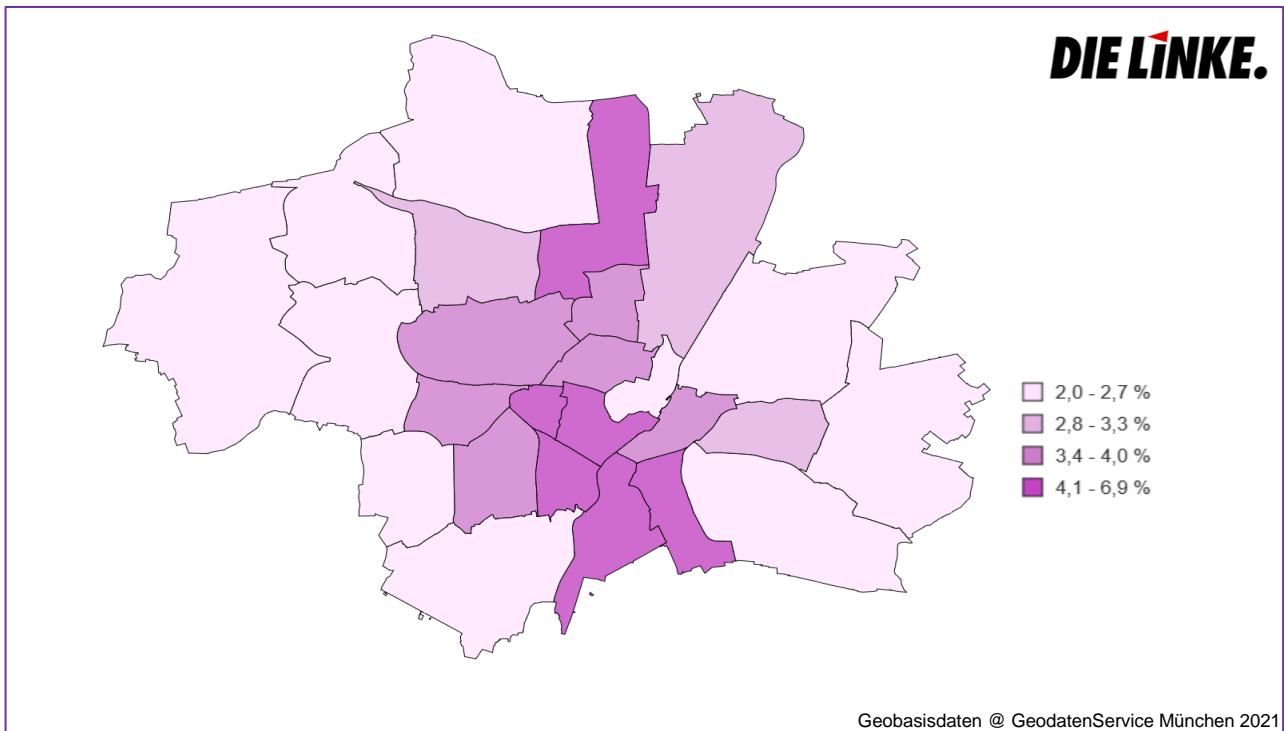 DIE LINKE.
2,0 - 2,7 %
2,8 - 3,3 %
3,4 - 4,0 %
4,1 - 6,9 %
Geobasisdaten @ GeodatenService München 2021